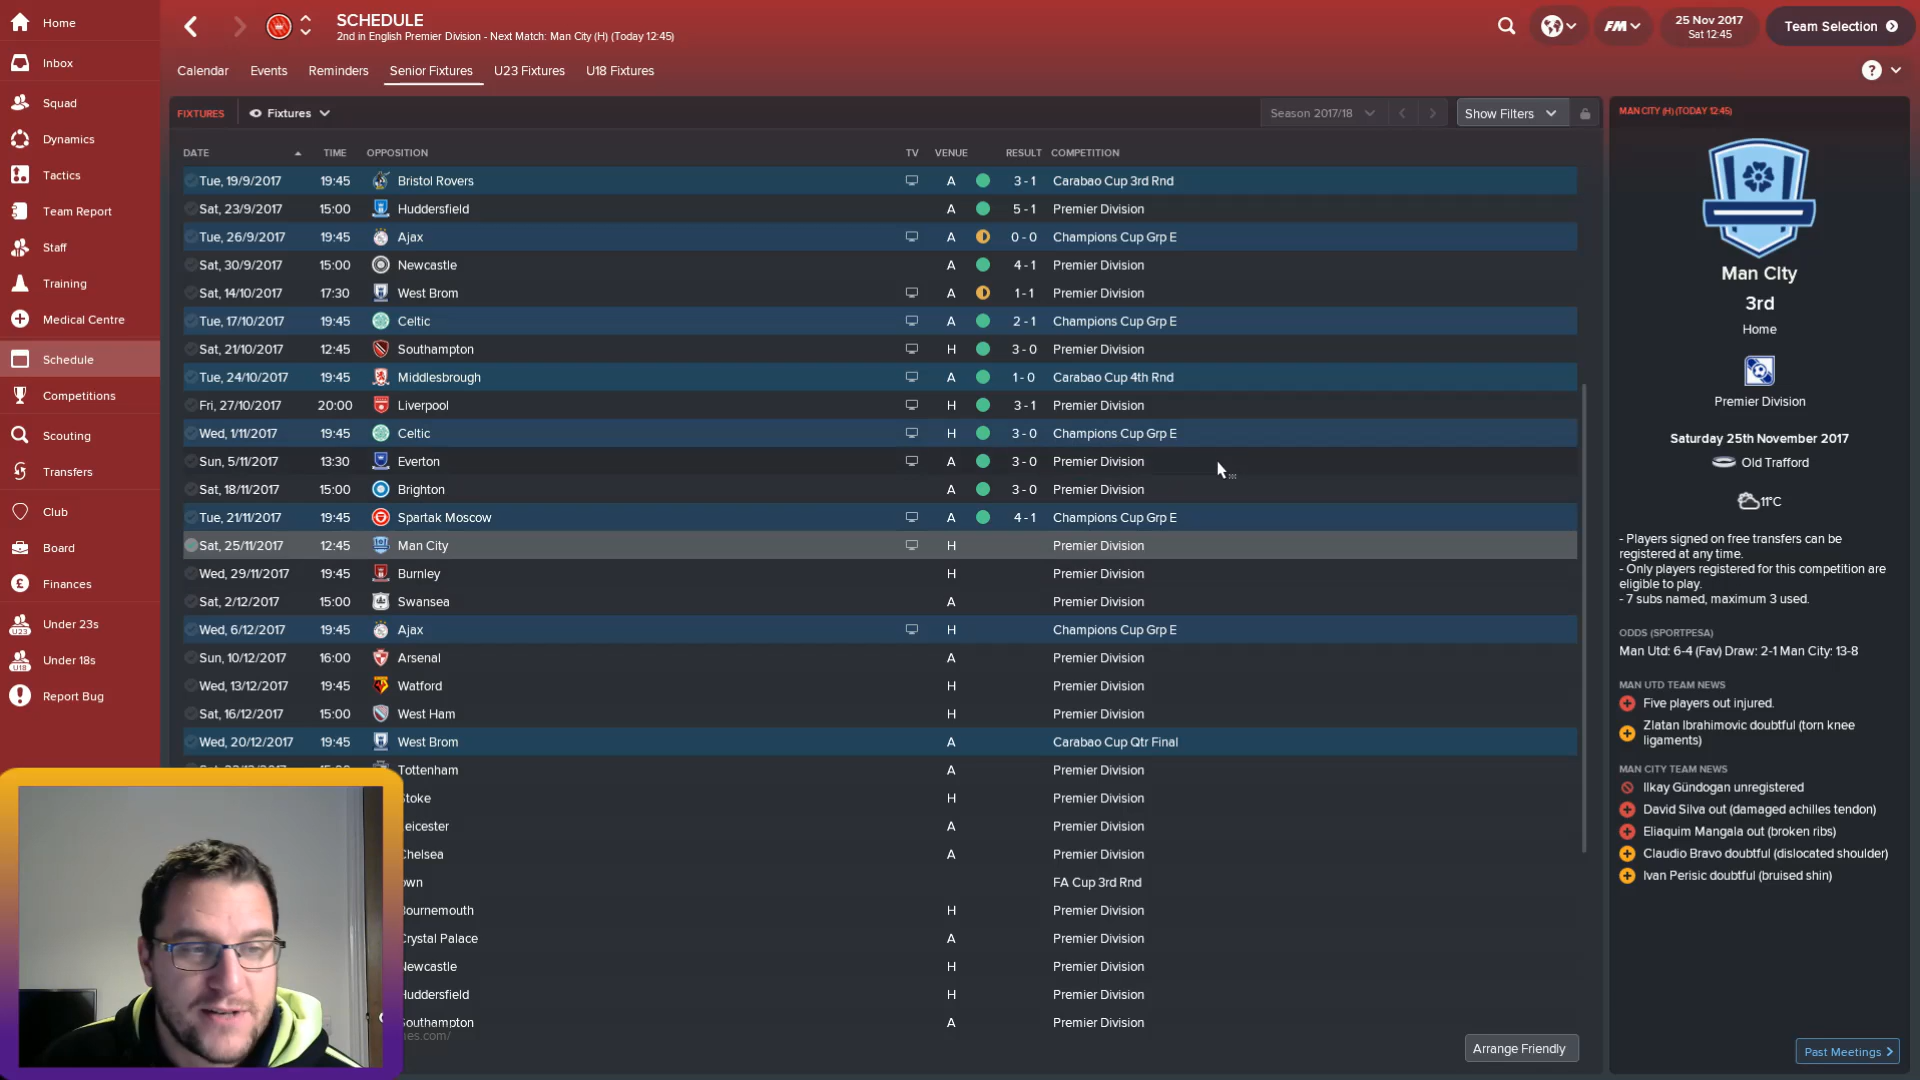 Home
Inbox
Squad
Dynamics
Tactics
Team Report
Staff
Training
Medical Centre
Schedule
Competitions
Scouting
Transfers
Club
Board
Finances
U23 Under 23s
U18 Under 18s
Report Bug
SCHEDULE
2nd in English Premier Division - Next Match: Man City (H) (Today 12:45)
FM
25 Nov 2017
Sat 12:45
Team Selection
Calendar Events Reminders Senior Fixtures U23 Fixtures U18 Fixtures
?
FIXTURES Fixtures Season 2017/18 Show Filters
DATE TIME OPPOSITION TV VENUE RESULT COMPETITION
Tue, 19/9/2017 19:45 Bristol Rovers A 3 - 1 Carabao Cup 3rd Rnd
Sat, 23/9/2017 15:00 Huddersfield A 5 - 1 Premier Division
Tue, 26/9/2017 19:45 Ajax A 0 - 0 Champions Cup Grp E
Sat, 30/9/2017 15:00 Newcastle A 4 - 1 Premier Division
Sat, 14/10/2017 17:30 West Brom A 1 - 1 Premier Division
Tue, 17/10/2017 19:45 Celtic A 2 - 1 Champions Cup Grp E
Sat, 21/10/2017 12:45 Southampton H 3 - 0 Premier Division
Tue, 24/10/2017 19:45 Middlesbrough A 1 - 0 Carabao Cup 4th Rnd
Fri, 27/10/2017 20:00 Liverpool H 3 - 1 Premier Division
Wed, 1/11/2017 19:45 Celtic H 3 - 0 Champions Cup Grp E
Sun, 5/11/2017 13:30 Everton A 3 - 0 Premier Division
Sat, 18/11/2017 15:00 Brighton A 3 - 0 Premier Division
Tue, 21/11/2017 19:45 Spartak Moscow A 4 - 1 Champions Cup Grp E
Sat, 25/11/2017 12:45 Man City H Premier Division
Wed, 29/11/2017 19:45 Burnley H Premier Division
Sat, 2/12/2017 15:00 Swansea A Premier Division
Wed, 6/12/2017 19:45 Ajax H Champions Cup Grp E
Sun, 10/12/2017 16:00 Arsenal A Premier Division
Wed, 13/12/2017 19:45 Watford H Premier Division
Sat, 16/12/2017 15:00 West Ham H Premier Division
Wed, 20/12/2017 19:45 West Brom A Carabao Cup Qtr Final
Tottenham A Premier Division
Stoke H Premier Division
eicester A Premier Division
Chelsea A Premier Division
own FA Cup 3rd Rnd
Bournemouth H Premier Division
Crystal Palace A Premier Division
Newcastle H Premier Division
Huddersfield H Premier Division
Southampton A Premier Division
es.com/
Arrange Friendly
MAN CITY (H) (TODAY 12:45)
Man City
3rd
Home
Premier Division
Saturday 25th November 2017
Old Trafford
11°C
- Players signed on free transfers can be
registered at any time.
- Only players registered for this competition are
eligible to play.
- 7 subs named, maximum 3 used.
ODDS (SPORTPESA)
Man Utd: 6-4 (Fav) Draw: 2-1 Man City: 13-8
MAN UTD TEAM NEWS
Five players out injured.
Zlatan Ibrahimovic doubtful (torn knee
ligaments)
MAN CITY TEAM NEWS
Ilkay Gündogan unregistered
David Silva out (damaged achilles tendon)
Eliaquim Mangala out (broken ribs)
Claudio Bravo doubtful (dislocated shoulder)
Ivan Perisic doubtful (bruised shin)
Past Meetings